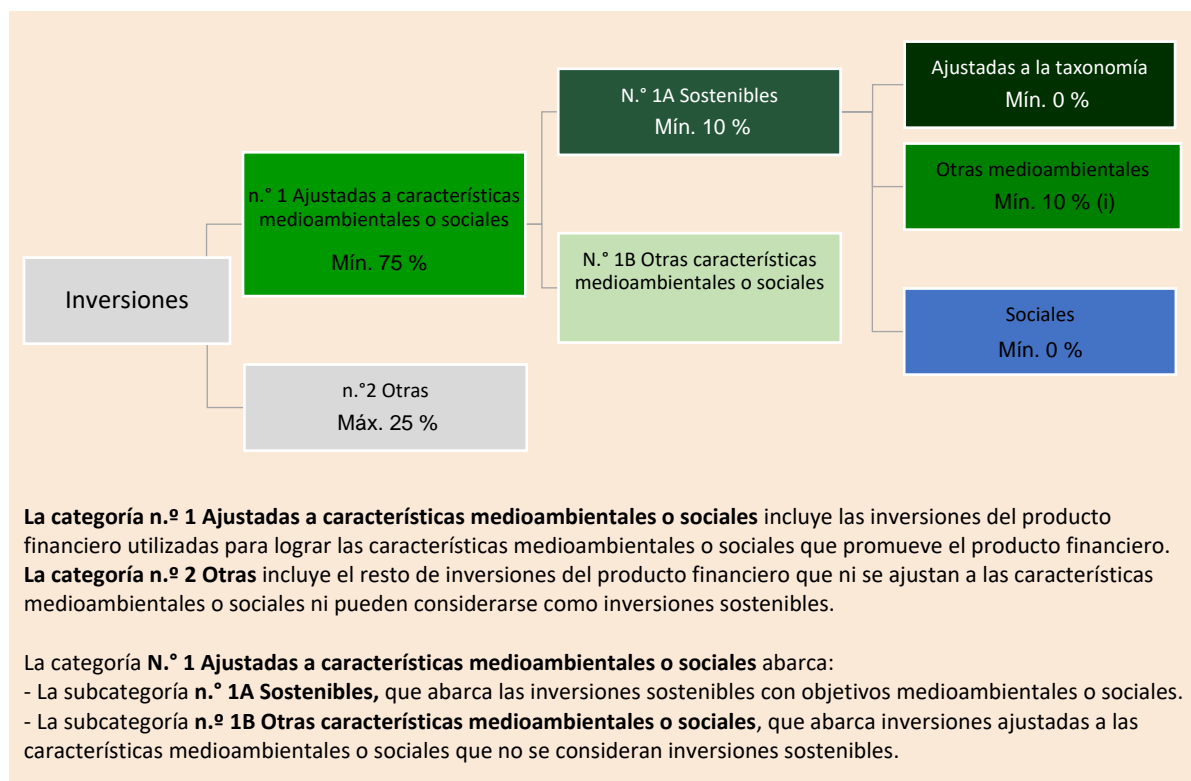 Inversiones
n.° 1 Ajustadas a características
medioambientales o sociales
Mín. 75 %
n.°2 Otras
Máx. 25 %
N.° 1A Sostenibles
Mín. 10 %
N.° 1B Otras características
medioambientales o sociales
Ajustadas a la taxonomía
Mín. 0 %
Otras medioambientales
Mín. 10 % (i)
Sociales
Mín. 0 %
La categoría n.º 1 Ajustadas a características medioambientales o sociales incluye las inversiones del producto
financiero utilizadas para lograr las características medioambientales o sociales que promueve el producto financiero.
La categoría n.º 2 Otras incluye el resto de inversiones del producto financiero que ni se ajustan a las características
medioambientales o sociales ni pueden considerarse como inversiones sostenibles.
La categoría N.° 1 Ajustadas a características medioambientales o sociales abarca:
- La subcategoría n.° 1A Sostenibles, que abarca las inversiones sostenibles con objetivos medioambientales o sociales.
- La subcategoría n.º 1B Otras características medioambientales o sociales, que abarca inversiones ajustadas a las
características medioambientales o sociales que no se consideran inversiones sostenibles.